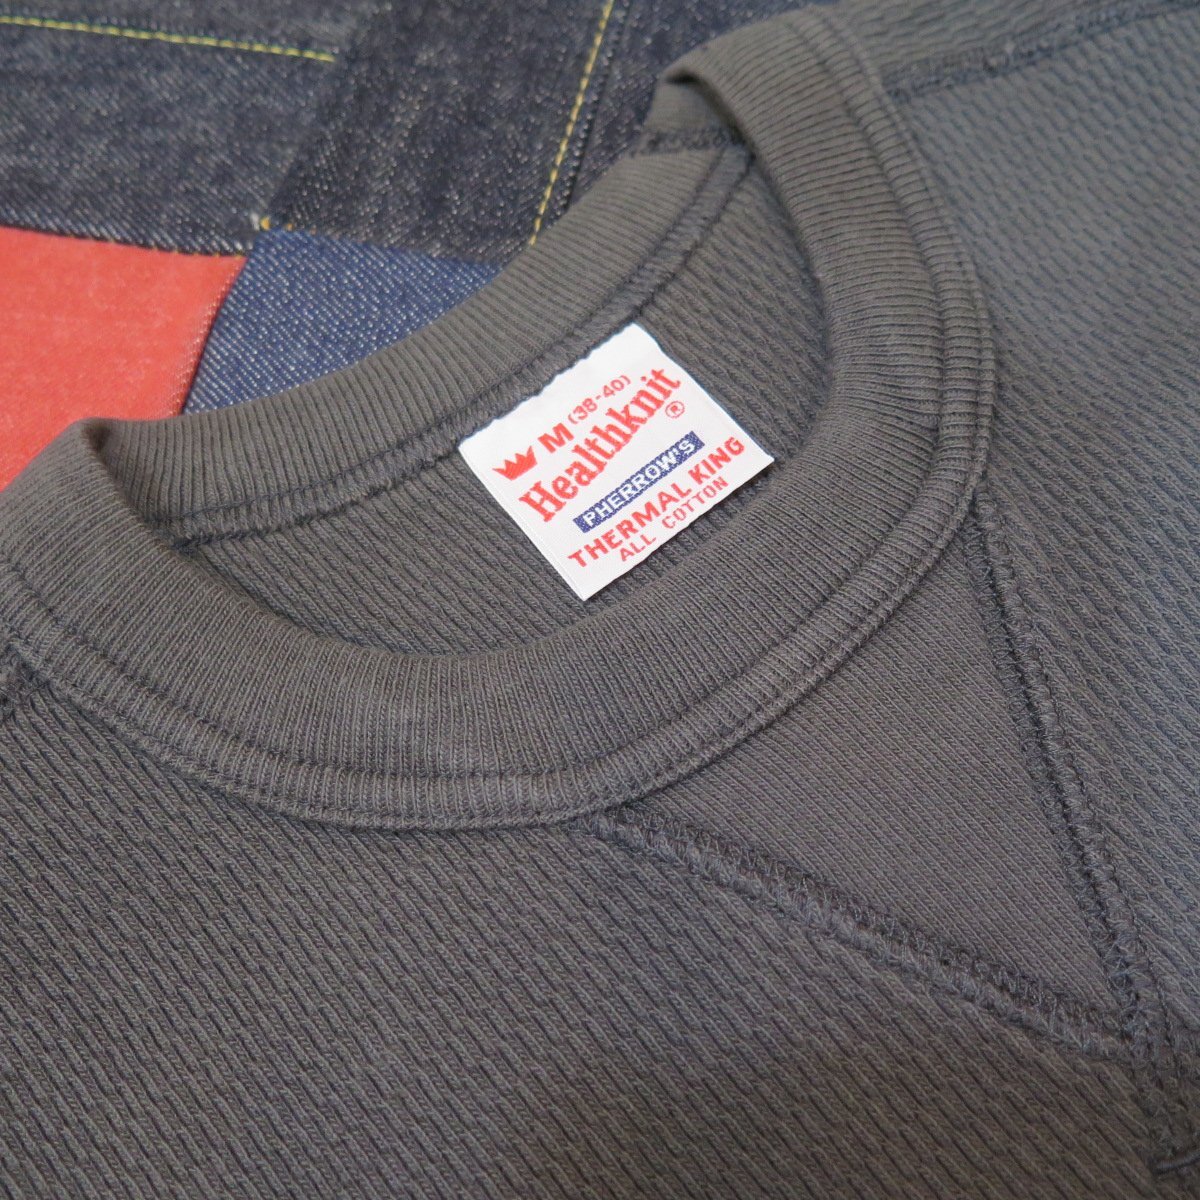 M (38-40)
Healthknit ®
PHERROW'S
THERMAL KING
ALL COTTON